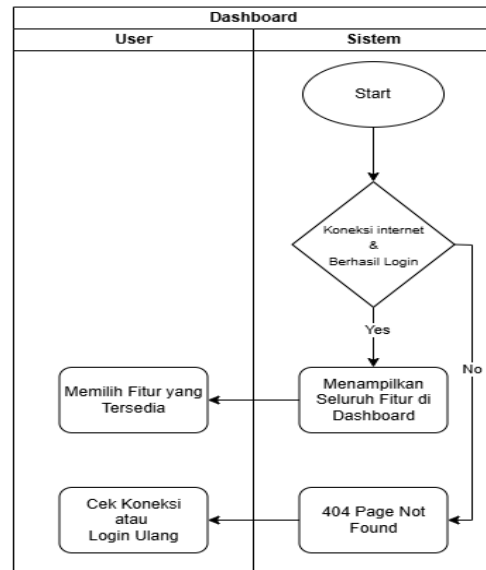 Dashboard
User
Sistem
Start
Koneksi internet
&
Berhasil Login
Yes
No
Memilih Fitur yang
Tersedia
Menampilkan
Seluruh Fitur di
Dashboard
Cek Koneksi
atau
Login Ulang
404 Page Not
Found